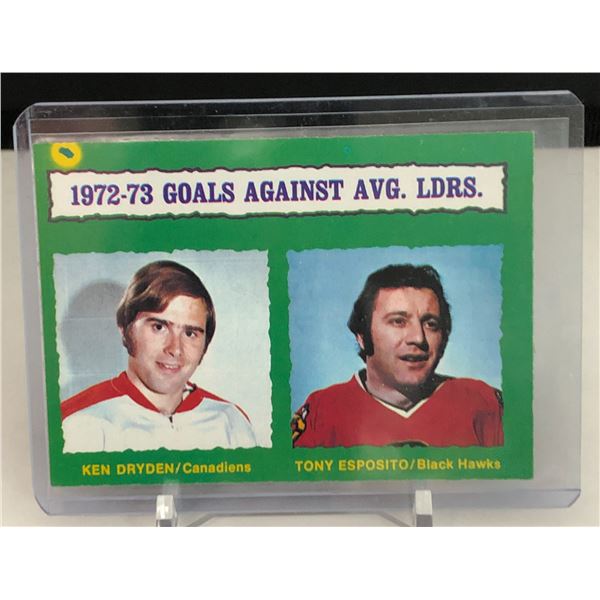 1972-73 GOALS AGAINST AVG. LDRS.
KEN DRYDEN/Canadiens
TONY ESPOSITO/Black Hawks